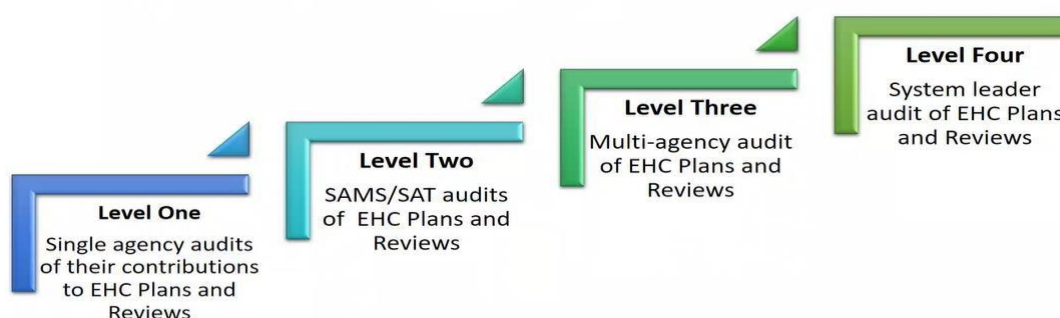 Level One
Single agency audits
of their contributions
to EHC Plans and
Reviews
Level Two
SAMS/SAT audits
of EHC Plans and
Reviews
Level Three
Multi-agency audit
of EHC Plans and
Reviews
Level Four
System leader
audit of EHC Plans
and Reviews